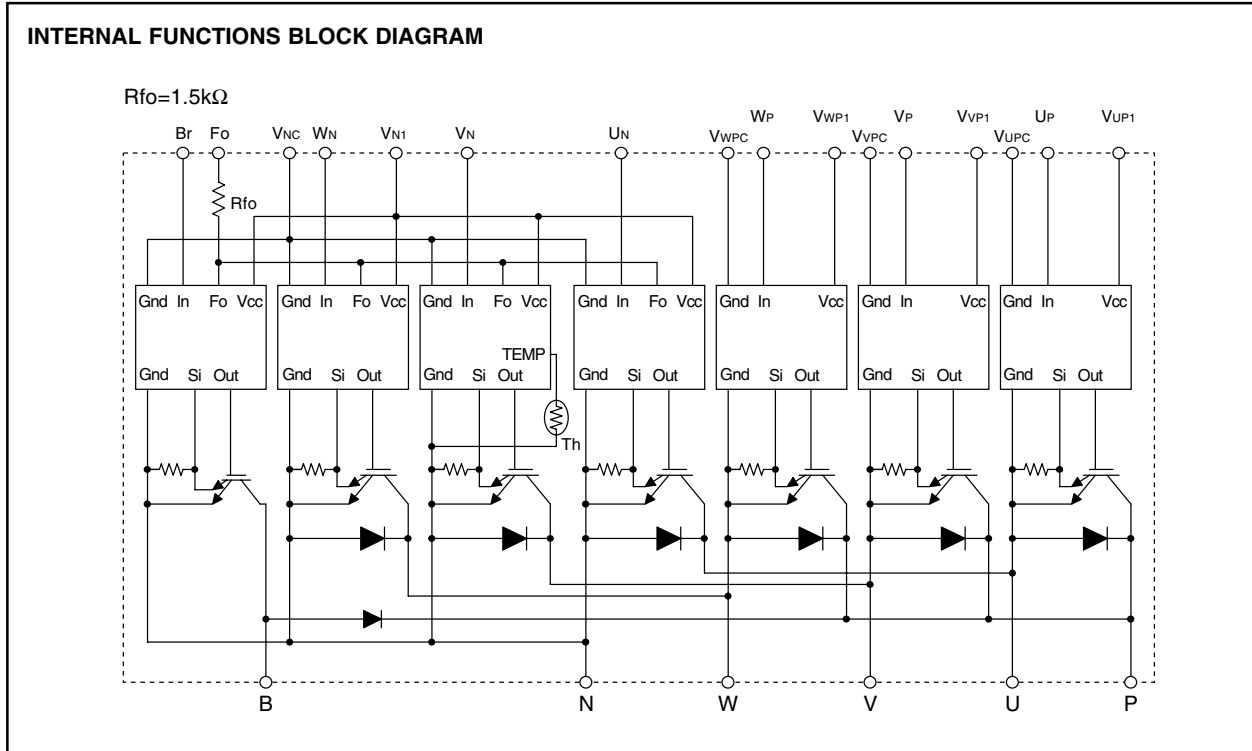 INTERNAL FUNCTIONS BLOCK DIAGRAM
Rfo=1.5kΩ
WP VWP1 VP VVP1 UP VUP1
Br Fo VNC WN VN1 VN UN VWPC VVPC VUPC
Rfo
Gnd In Fo Vcc Gnd In Fo Vcc Gnd In Fo Vcc Gnd In Fo Vcc Gnd In Vcc Gnd In Vcc Gnd In Vcc
TEMP
Gnd Si Out Gnd Si Out Gnd Si Out Gnd Si Out Gnd Si Out Gnd Si Out Gnd Si Out
Th
B N W V U P